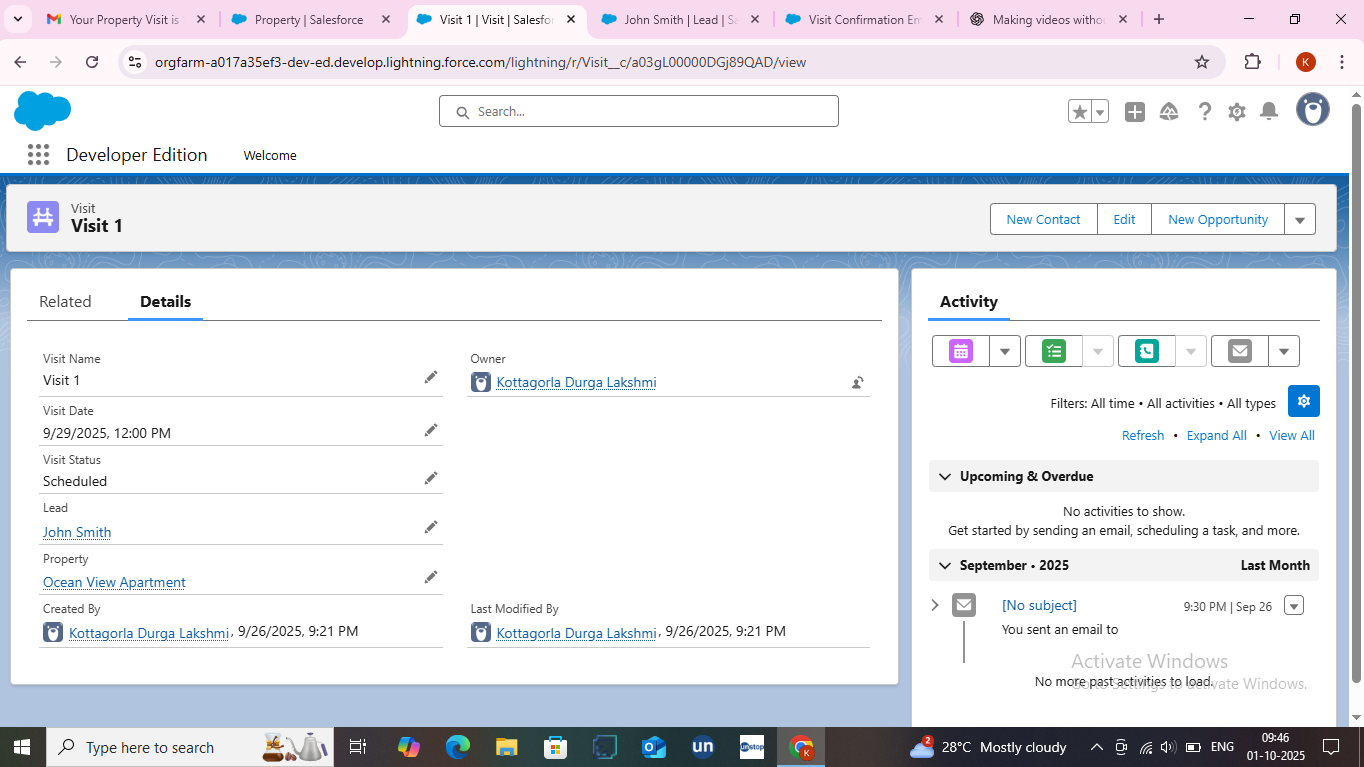 Your Property Visit is
Property | Salesforce
Visit 1 | Visit | Salesfor
John Smith | Lead | Sa
Visit Confirmation Em
Making videos withou
orgfarm-a017a35ef3-dev-ed.develop.lightning.force.com/lightning/r/Visit__c/a03gL00000DGj89QAD/view
K
Search...
Developer Edition
Welcome
Visit
Visit 1
New Contact
Edit
New Opportunity
Related
Details
Visit Name
Visit 1
Owner
Kottagorla Durga Lakshmi
Visit Date
9/29/2025, 12:00 PM
Visit Status
Scheduled
Lead
John Smith
Property
Ocean View Apartment
Created By
Kottagorla Durga Lakshmi, 9/26/2025, 9:21 PM
Last Modified By
Kottagorla Durga Lakshmi, 9/26/2025, 9:21 PM
Activity
Filters: All time • All activities • All types
Refresh • Expand All • View All
Upcoming & Overdue
No activities to show.
Get started by sending an email, scheduling a task, and more.
September • 2025 Last Month
[No subject] 9:30 PM | Sep 26
You sent an email to
No more past activities to load.
Activate Windows
Go to Settings to activate Windows.
Type here to search
un
unstop
K
2
28°C Mostly cloudy
ENG
09:46
01-10-2025